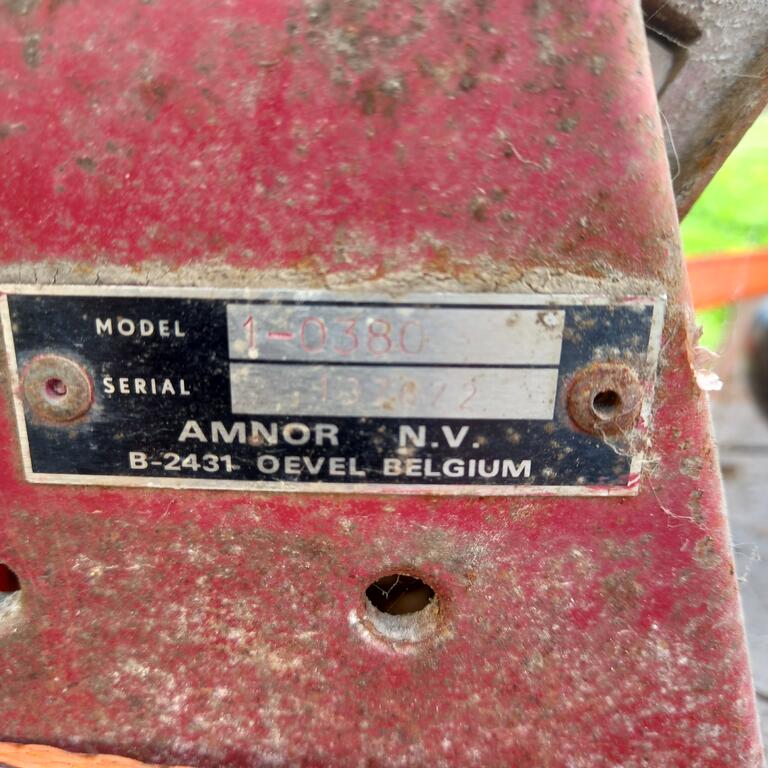 MODEL 1-0380
SERIAL
AMNOR N.V.
B-2431 OEVEL BELGIUM